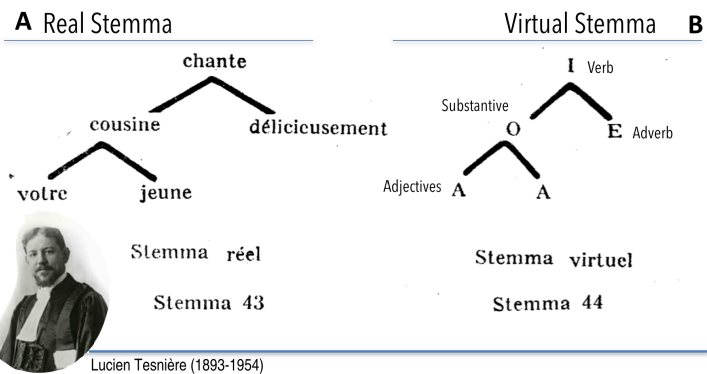 A Real Stemma
chante
cousine délicicusement
votre jeune
Stemma réel
Stemma 43
Lucien Tesnière (1893-1954)
Virtual Stemma B
I Verb
Substantive
O E Adverb
Adjectives A A
Stemma virtuel
Stemma 44